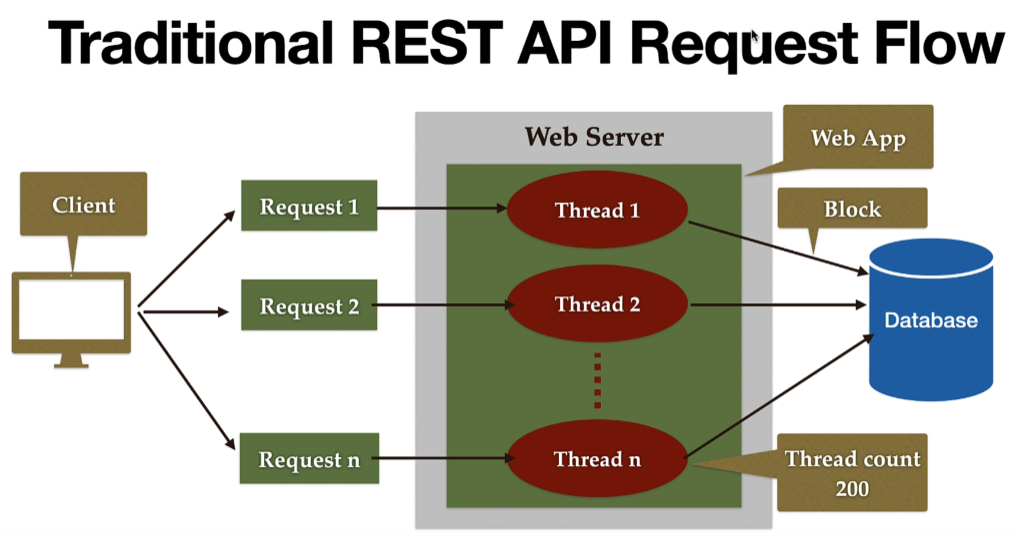 Traditional REST API Request Flow
Web Server
Web App
Client
Request 1
Thread 1
Block
Request 2
Thread 2
Database
Request n
Thread n
Thread count
200